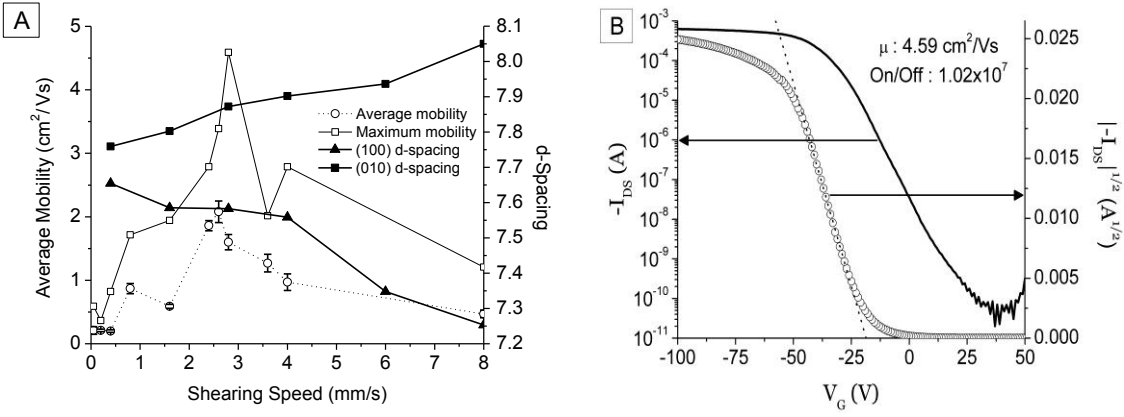 A
Average Mobility (cm²/Vs)
5
4
3
2
1
0
0 1 2 3 4 5 6 7 8
Shearing Speed (mm/s)
8.1
8.0
7.9
7.8
7.7
7.6
7.5
7.4
7.3
7.2
d-Spacing
Average mobility
Maximum mobility
(100) d-spacing
(010) d-spacing
B
-I_DS (A)
10⁻³
10⁻⁴
10⁻⁵
10⁻⁶
10⁻⁷
10⁻⁸
10⁻⁹
10⁻¹⁰
10⁻¹¹
-100 -75 -50 -25 0 25 50
V_G (V)
μ : 4.59 cm²/Vs
On/Off : 1.02x10⁷
0.025
0.020
0.015
0.010
0.005
0.000
|-I_DS|^1/2 (A^1/2)